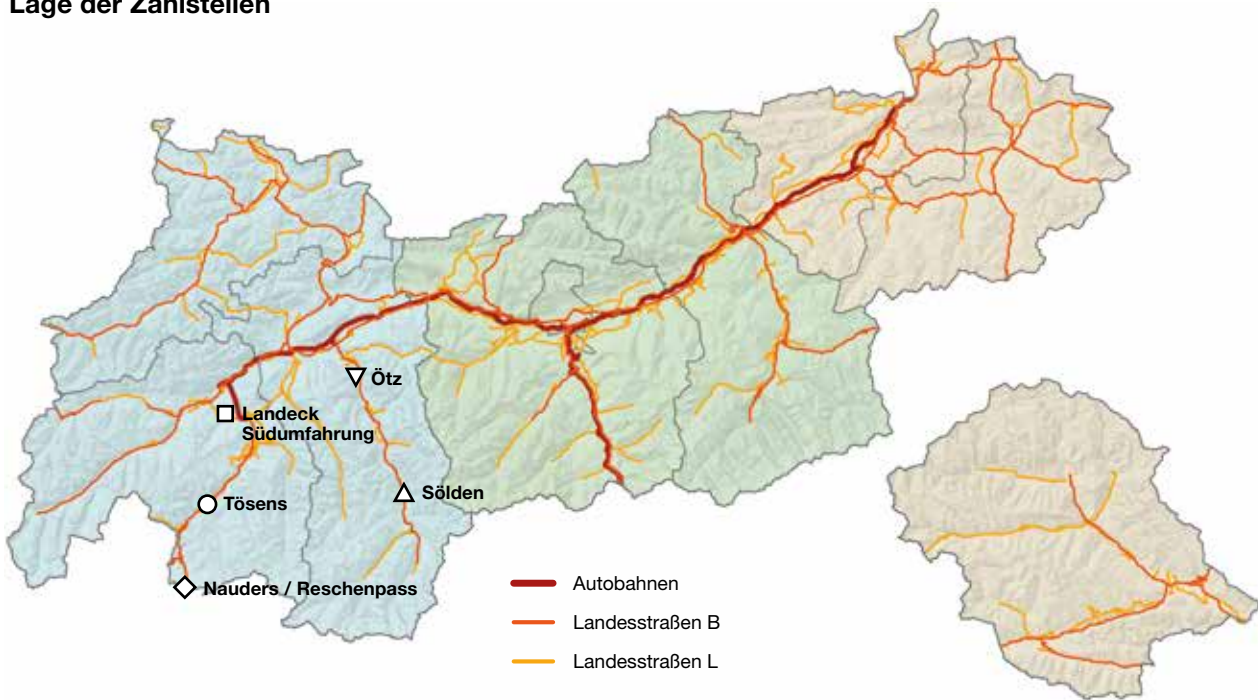 Lage der Zählstellen
Ötz
Landeck
Südumfahrung
Tösens
Sölden
Nauders / Reschenpass
Autobahnen
Landesstraßen B
Landesstraßen L